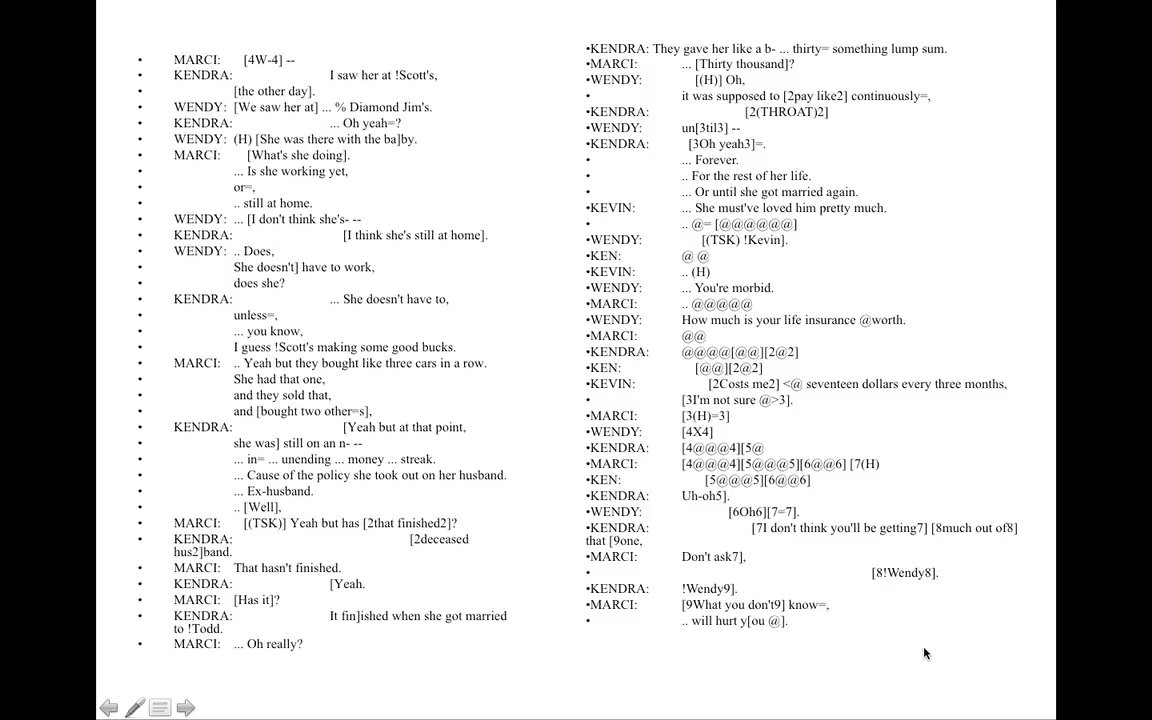 • MARCI: [4W-4] --
• KENDRA: I saw her at !Scott's,
• [the other day].
• WENDY: [We saw her at] ... % Diamond Jim's.
• KENDRA: ... Oh yeah=?
• WENDY: (H) [She was there with the ba]by.
• MARCI: [What's she doing].
• ... Is she working yet,
• or=,
• .. still at home.
• WENDY: ... [I don't think she's- --
• KENDRA: [I think she's still at home].
• WENDY: .. Does,
• She doesn't] have to work,
• does she?
• KENDRA: ... She doesn't have to,
• unless=,
• ... you know,
• I guess !Scott's making some good bucks.
• MARCI: .. Yeah but they bought like three cars in a row.
• She had that one,
• and they sold that,
• and [bought two other=s],
• KENDRA: [Yeah but at that point,
• she was] still on an n- --
• ... in= ... unending ... money ... streak.
• ... Cause of the policy she took out on her husband.
• ... Ex-husband.
• .. [Well],
• MARCI: [(TSK)] Yeah but has [2that finished2]?
• KENDRA: [2deceased
hus2]band.
• MARCI: That hasn't finished.
• KENDRA: [Yeah.
• MARCI: [Has it]?
• KENDRA: It fin]ished when she got married
to !Todd.
• MARCI: ... Oh really?
•KENDRA: They gave her like a b- ... thirty= something lump sum.
•MARCI: ... [Thirty thousand]?
•WENDY: [(H)] Oh,
• it was supposed to [2pay like2] continuously=,
•KENDRA: [2(THROAT)2]
•WENDY: un[3til3] --
•KENDRA: [3Oh yeah3]=.
• ... Forever.
• .. For the rest of her life.
• ... Or until she got married again.
•KEVIN: ... She must've loved him pretty much.
• .. @= [@@@@@@]
•WENDY: [(TSK) !Kevin].
•KEN: @ @
•KEVIN: .. (H)
•WENDY: ... You're morbid.
•MARCI: .. @@@@@
•WENDY: How much is your life insurance @worth.
•MARCI: @@
•KENDRA: @@@@[@@][2@2]
•KEN: [@@][2@2]
•KEVIN: [2Costs me2] <@ seventeen dollars every three months,
• [3I'm not sure @>3].
•MARCI: [3(H)=3]
•WENDY: [4X4]
•KENDRA: [4@@@4][5@
•MARCI: [4@@@4][5@@@5][6@@6] [7(H)
•KEN: [5@@@5][6@@6]
•KENDRA: Uh-oh5].
•WENDY: [6Oh6][7=7].
•KENDRA: [7I don't think you'll be getting7] [8much out of8]
that [9one,
•MARCI: Don't ask7],
• [8!Wendy8].
•KENDRA: !Wendy9].
•MARCI: [9What you don't9] know=,
• .. will hurt y[ou @].